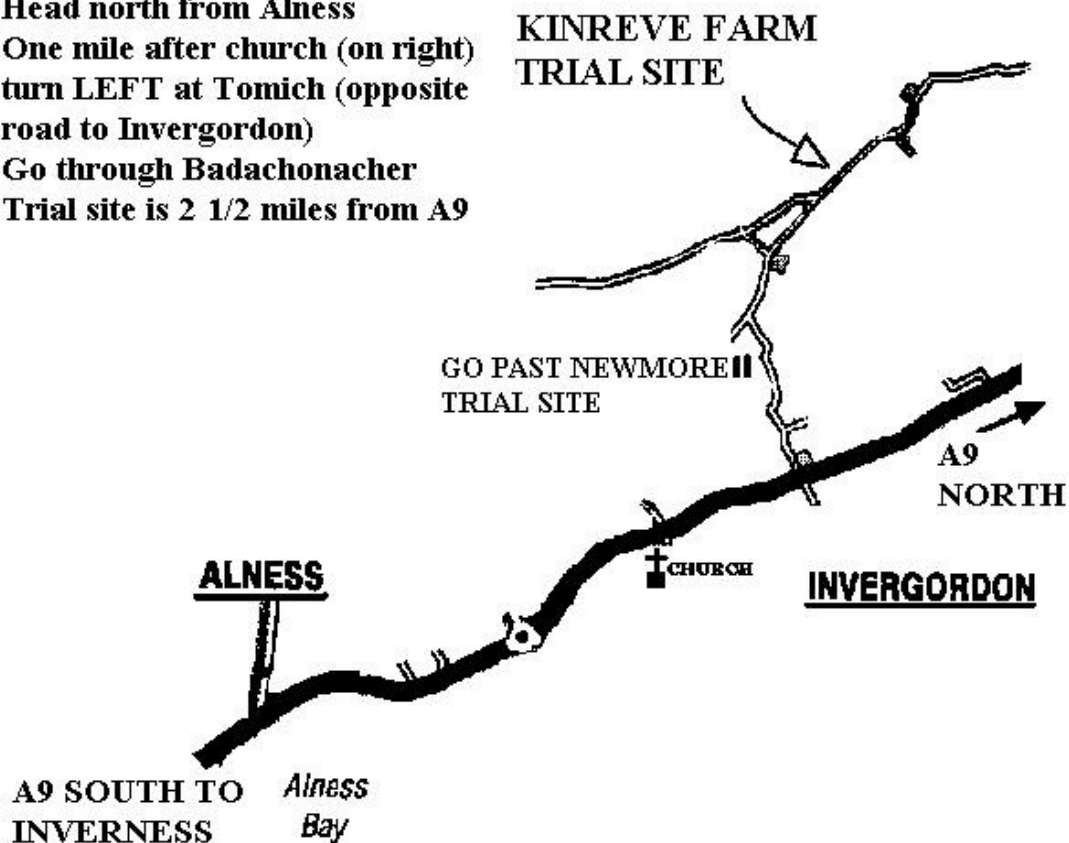 Head north from Alness
One mile after church (on right)
turn LEFT at Tomich (opposite
road to Invergordon)
Go through Badachonacher
Trial site is 2 1/2 miles from A9
KINREVE FARM
TRIAL SITE
GO PAST NEWMORE
TRIAL SITE
A9
NORTH
CHURCH
ALNESS
INVERGORDON
A9 SOUTH TO
INVERNESS
Alness
Bay